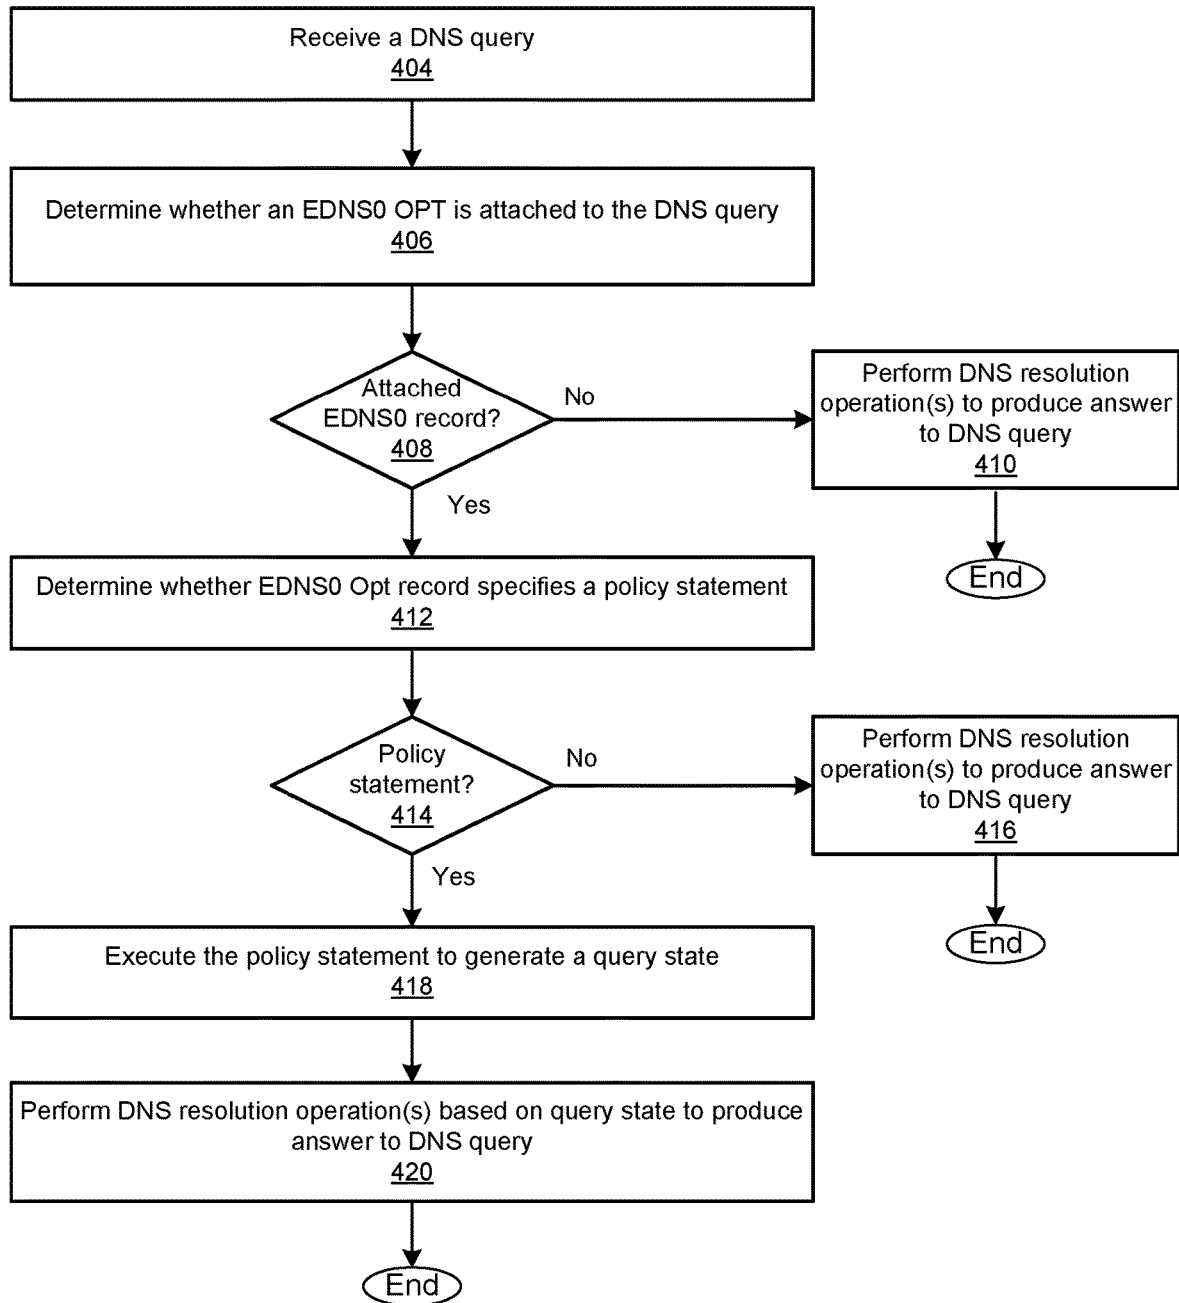 Receive a DNS query
404
Determine whether an EDNS0 OPT is attached to the DNS query
406
Attached
EDNS0 record?
408
No
Yes
Perform DNS resolution
operation(s) to produce answer
to DNS query
410
End
Determine whether EDNS0 Opt record specifies a policy statement
412
Policy
statement?
414
No
Yes
Perform DNS resolution
operation(s) to produce answer
to DNS query
416
End
Execute the policy statement to generate a query state
418
Perform DNS resolution operation(s) based on query state to produce
answer to DNS query
420
End